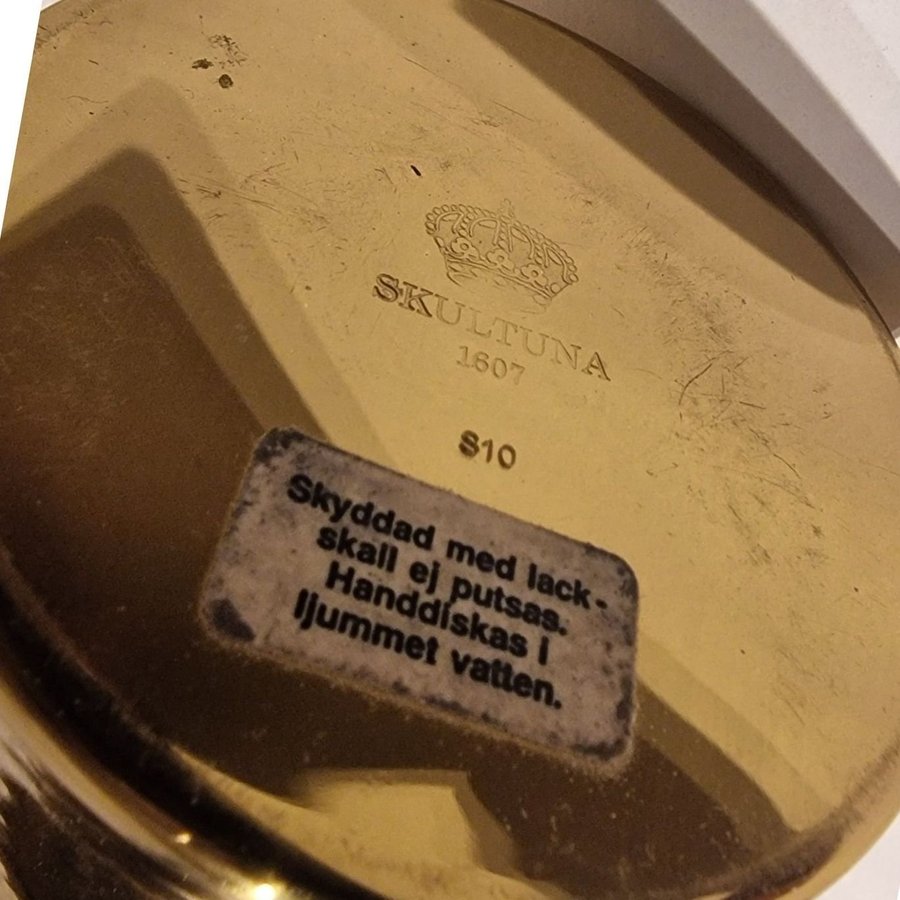 SKULTUNA
1607
S10
Skyddad med lack-
skall ej putsas.
Handdiskas i
ljummet vatten.